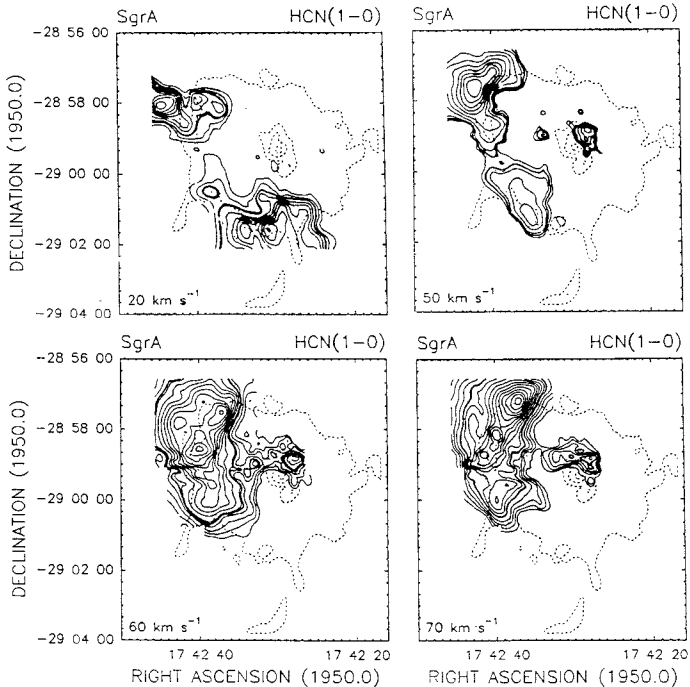 SgrA HCN(1−0)
SgrA HCN(1−0)
−28 56 00
−28 58 00
−29 00 00
−29 02 00
−29 04 00
DECLINATION (1950.0)
20 km s⁻¹
50 km s⁻¹
SgrA HCN(1−0)
SgrA HCN(1−0)
−28 56 00
−28 58 00
−29 00 00
−29 02 00
−29 04 00
DECLINATION (1950.0)
60 km s⁻¹
70 km s⁻¹
17 42 40 17 42 20
17 42 40 17 42 20
RIGHT ASCENSION (1950.0)
RIGHT ASCENSION (1950.0)